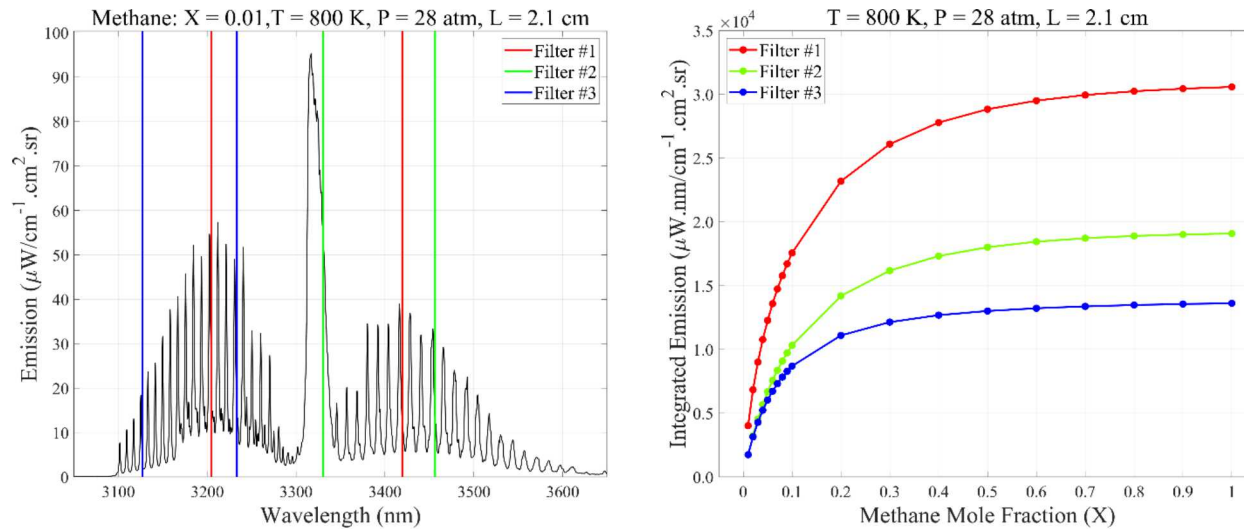 Methane: X = 0.01,T = 800 K, P = 28 atm, L = 2.1 cm
100
90
80
70
60
50
40
30
20
10
0
Emission (μW/cm⁻¹.cm².sr)
Filter #1
Filter #2
Filter #3
3100 3200 3300 3400 3500 3600
Wavelength (nm)
T = 800 K, P = 28 atm, L = 2.1 cm
×10⁴
3.5
3.0
2.5
2.0
1.5
1.0
0.5
0.0
Integrated Emission (μW.nm/cm⁻¹.cm².sr)
Filter #1
Filter #2
Filter #3
0 0.1 0.2 0.3 0.4 0.5 0.6 0.7 0.8 0.9 1
Methane Mole Fraction (X)